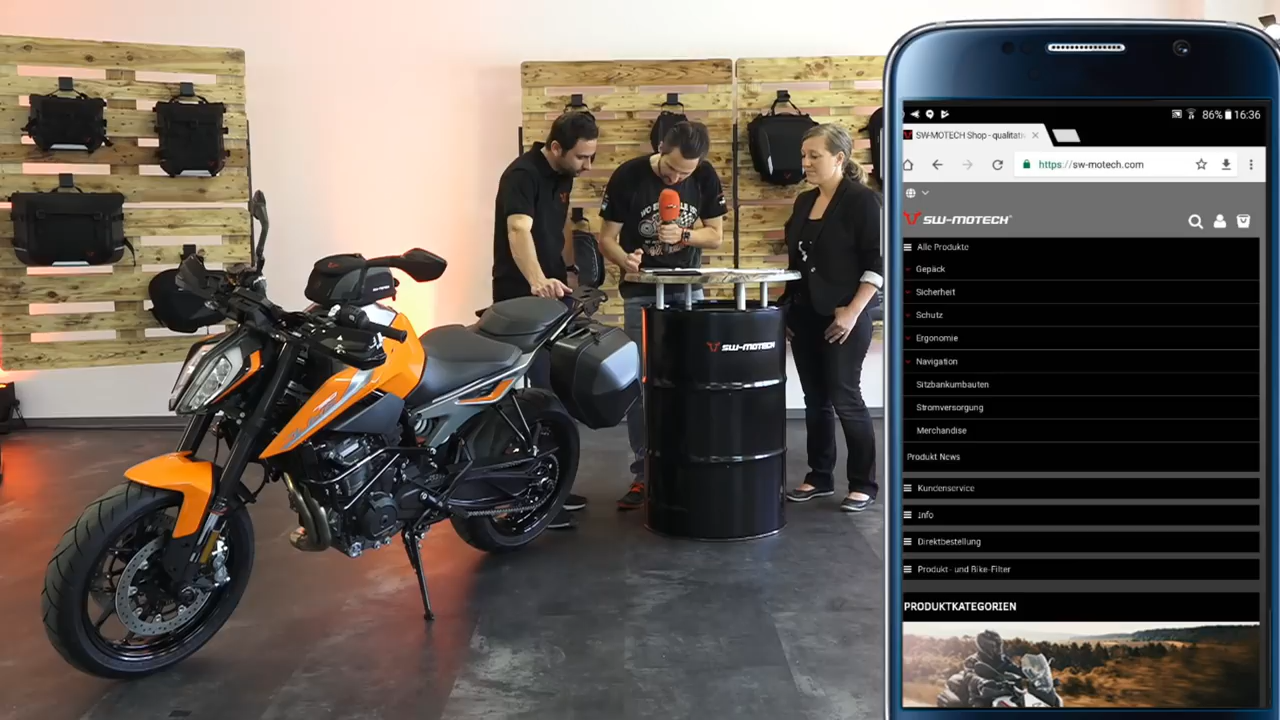 86% 16:36
SW-MOTECH Shop - qualitativ
https://sw-motech.com
SW-MOTECH
Alle Produkte
Gepäck
Sicherheit
Schutz
Ergonomie
Navigation
Sitzbankumbauten
Stromversorgung
Merchandise
Produkt News
Kundenservice
Info
Direktbestellung
Produkt- und Bike-Filter
PRODUKTKATEGORIEN
SW-MOTECH